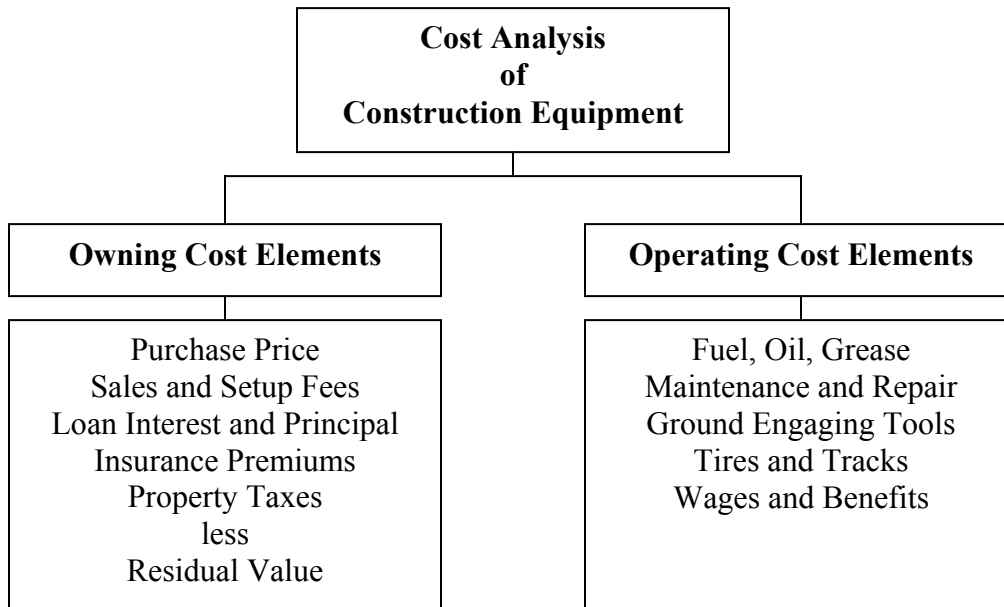 Cost Analysis
of
Construction Equipment
Owning Cost Elements
Purchase Price
Sales and Setup Fees
Loan Interest and Principal
Insurance Premiums
Property Taxes
less
Residual Value
Operating Cost Elements
Fuel, Oil, Grease
Maintenance and Repair
Ground Engaging Tools
Tires and Tracks
Wages and Benefits